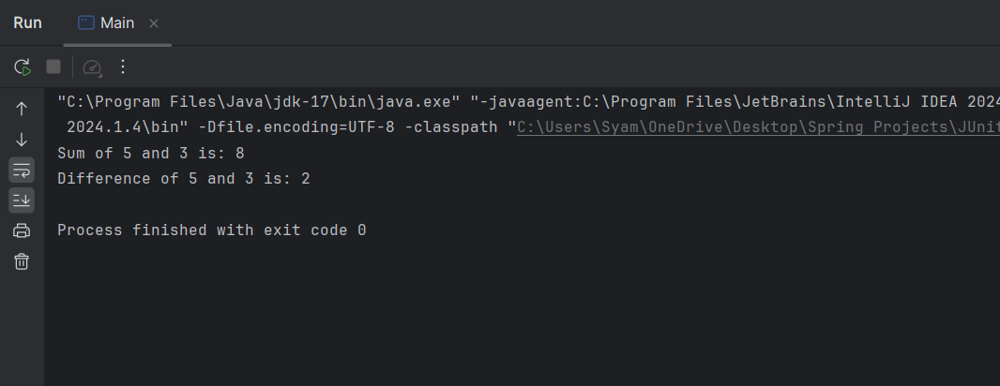 Run Main
"C:\Program Files\Java\jdk-17\bin\java.exe" "-javaagent:C:\Program Files\JetBrains\IntelliJ IDEA 2024
2024.1.4\bin" -Dfile.encoding=UTF-8 -classpath "C:\Users\Syam\OneDrive\Desktop\Spring Projects\JUnit
Sum of 5 and 3 is: 8
Difference of 5 and 3 is: 2
Process finished with exit code 0